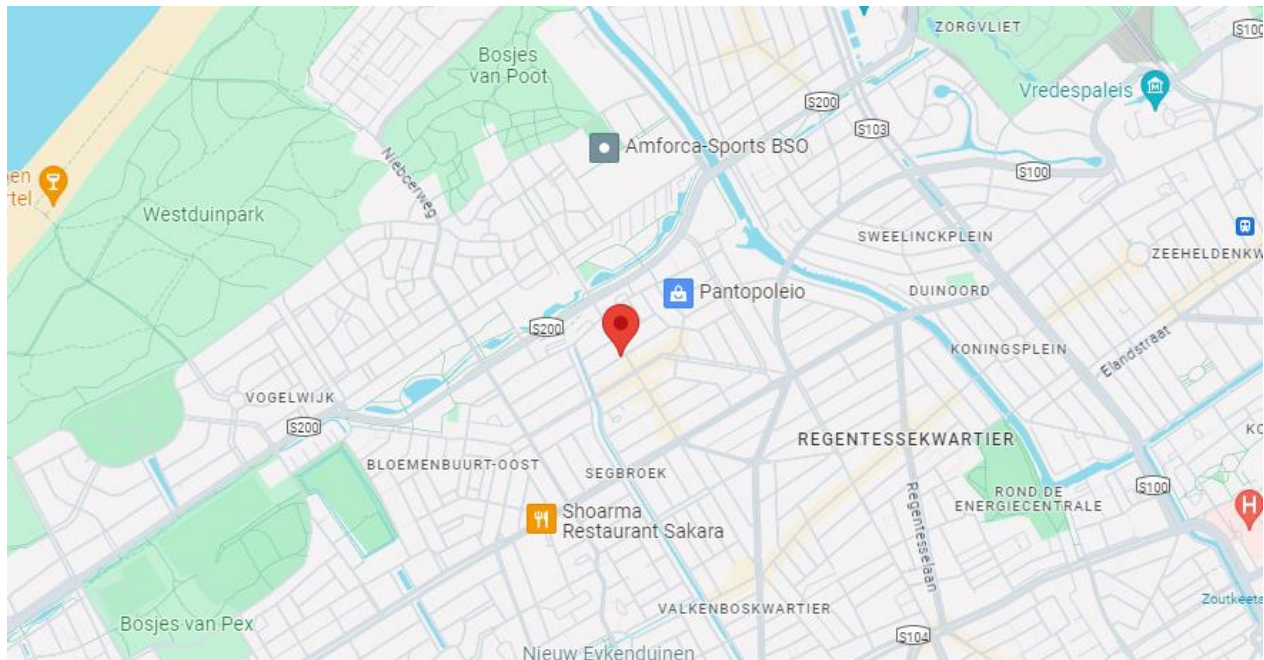 ZORGVLIET
S100
Bosjes
van Poot
Vredespaleis
S200
S103
Amforca-Sports BSO
S100
Westduinpark
SWEELINCKPLEIN
ZEEHELDENKW
Pantopoleio
DUINOORD
S200
KONINGSPLEIN
Elandstraat
VOGELWIJK
S200
REGENTESSEKWARTIER
BLOEMENBUURT-OOST
SEGBROEK
S100
ROND DE
ENERGIECENTRALE
H
Shoarma
Restaurant Sakara
Regentesselaan
Zoutkeets
VALKENBOSKWARTIER
Bosjes van Pex
S104
Nieuw Eykenduinen